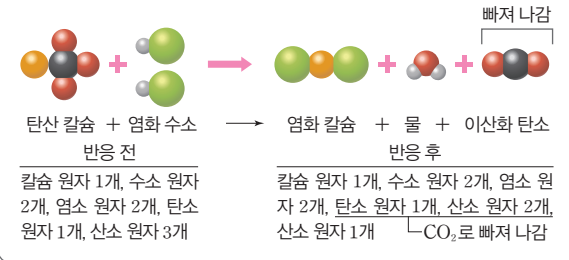 빠져 나감
탄산 칼슘 + 염화 수소 → 염화 칼슘 + 물 + 이산화 탄소
반응 전
칼슘 원자 1개, 수소 원자
2개, 염소 원자 2개, 탄소
원자 1개, 산소 원자 3개
반응 후
칼슘 원자 1개, 수소 원자 2개, 염소 원
자 2개, 탄소 원자 1개, 산소 원자 2개,
산소 원자 1개
CO₂로 빠져 나감